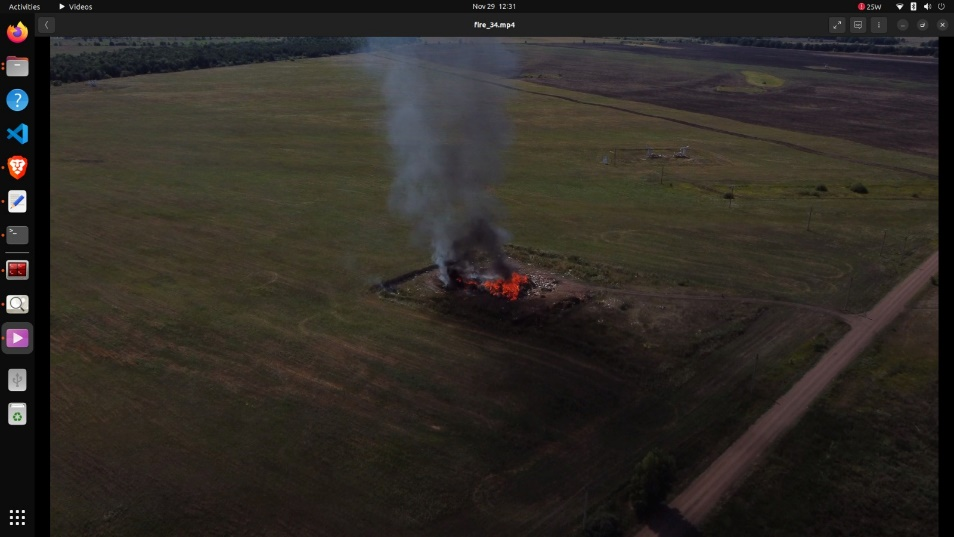 Activities
Videos
Nov 29 12:31
25W
fire_34.mp4